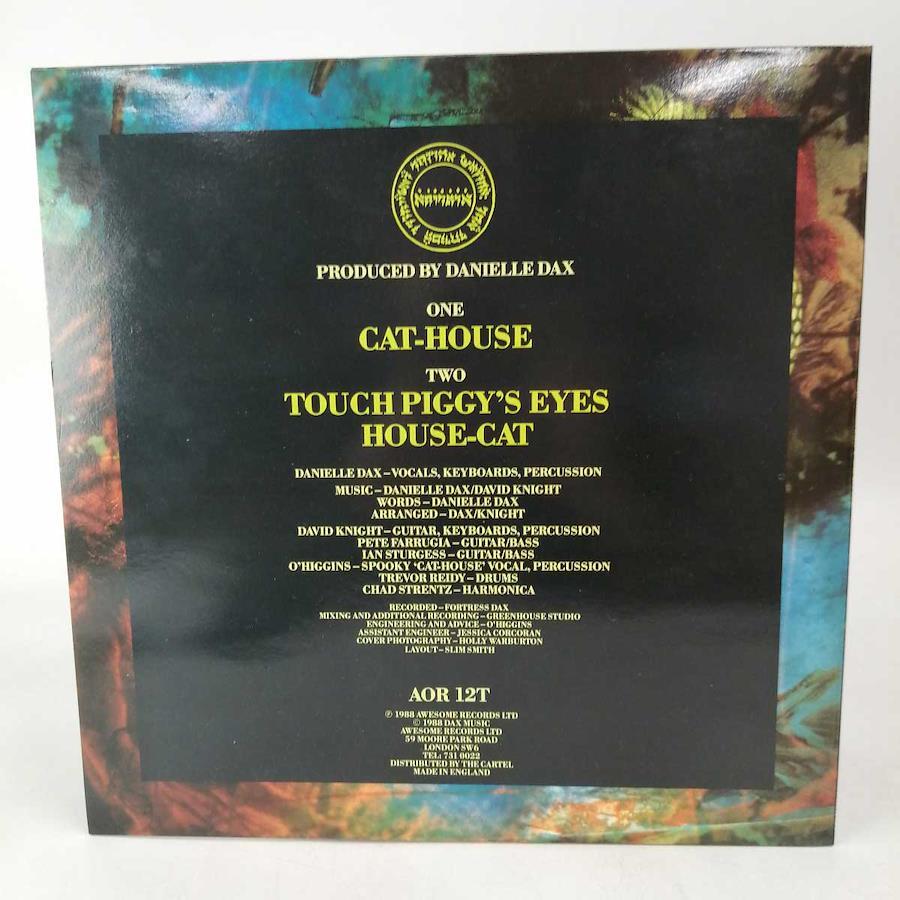 PRODUCED BY DANIELLE DAX
ONE
CAT-HOUSE
TWO
TOUCH PIGGY'S EYES
HOUSE-CAT
DANIELLE DAX – VOCALS, KEYBOARDS, PERCUSSION
MUSIC – DANIELLE DAX/DAVID KNIGHT
WORDS – DANIELLE DAX
ARRANGED – DAX/KNIGHT
DAVID KNIGHT – GUITAR, KEYBOARDS, PERCUSSION
PETE FARRUGIA – GUITAR/BASS
IAN STURGESS – GUITAR/BASS
O'HIGGINS – SPOOKY 'CAT-HOUSE' VOCAL, PERCUSSION
TREVOR REIDY – DRUMS
CHAD STRENTZ – HARMONICA
RECORDED – FORTRESS DAX
MIXING AND ADDITIONAL RECORDING – GREENHOUSE STUDIO
ENGINEERING AND ADVICE – O'HIGGINS
ASSISTANT ENGINEER – JESSICA CORCORAN
COVER PHOTOGRAPHY – HOLLY WARBURTON
LAYOUT – SLIM SMITH
AOR 12T
℗ 1988 AWESOME RECORDS LTD
© 1988 DAX MUSIC
AWESOME RECORDS LTD
59 MOORE PARK ROAD
LONDON SW6
TEL: 731 0022
DISTRIBUTED BY THE CARTEL
MADE IN ENGLAND